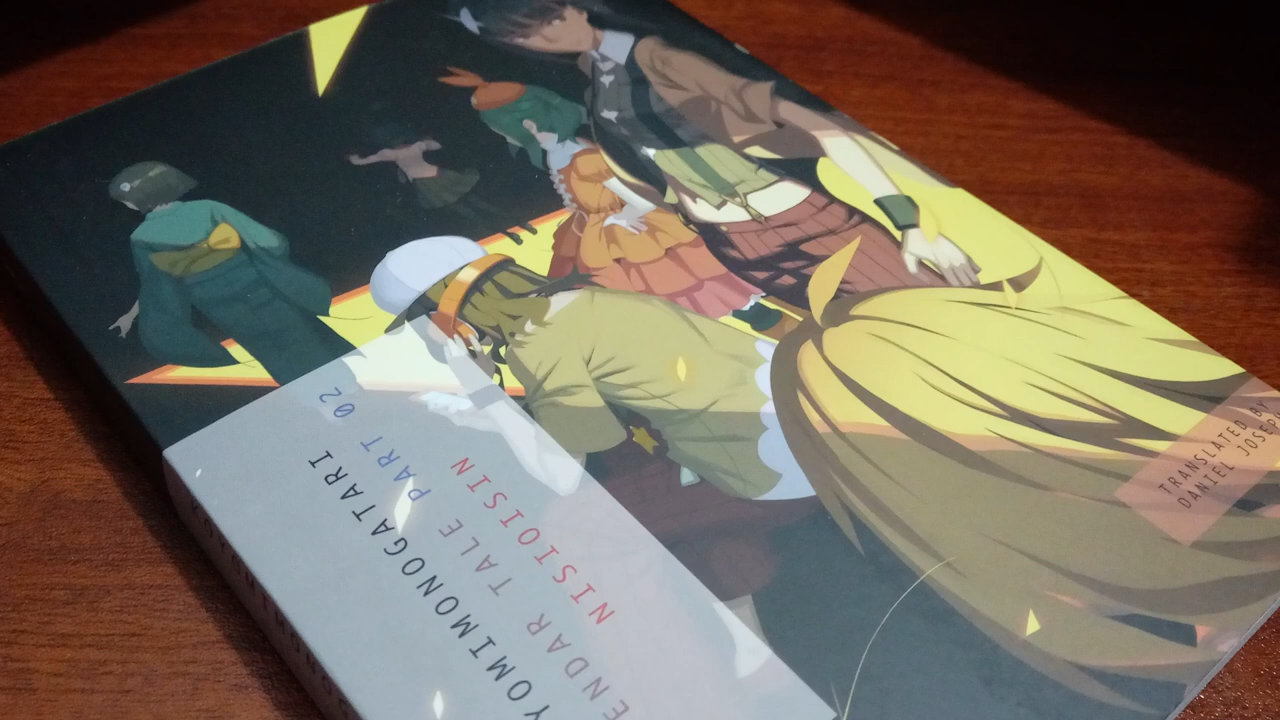 YOMIMONOGATARI
ENDAR TALE PART 02
NISIOISIN
TRANSLATED BY
DANIEL JOSEPH